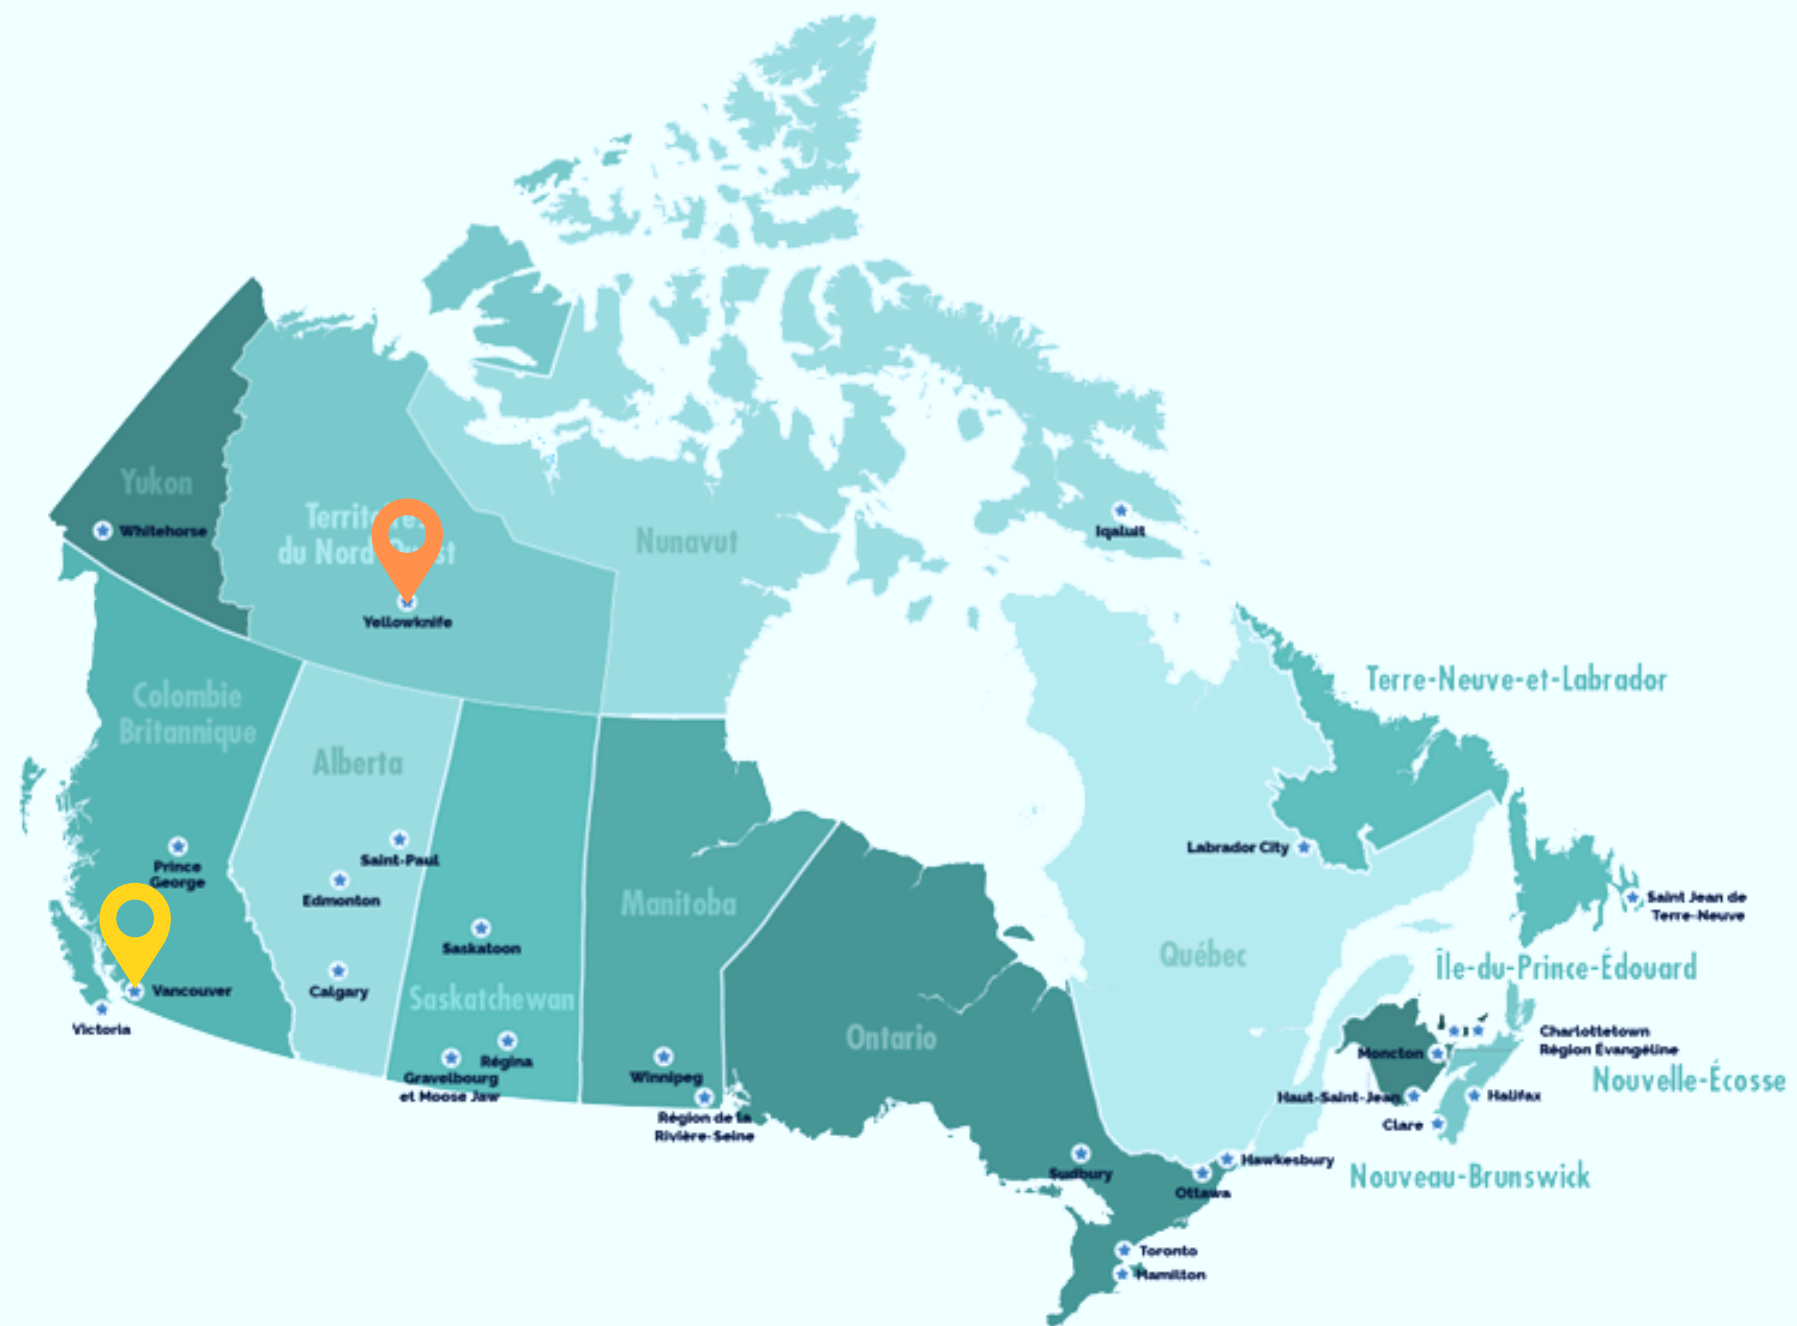 Yukon
Whitehorse
Territoires
du Nord-Ouest
Yellowknife
Nunavut
Iqaluit
Terre-Neuve-et-Labrador
Colombie
Britannique
Alberta
Prince
George
Saint-Paul
Edmonton
Labrador City
Manitoba
Saint Jean de
Terre-Neuve
Saskatoon
Québec
Île-du-Prince-Édouard
Vancouver
Calgary
Saskatchewan
Victoria
Ontario
Charlottetown
Région Évangéline
Moncton
Régina
Gravelbourg
et Moose Jaw
Winnipeg
Nouvelle-Écosse
Haut-Saint-Jean
Halifax
Région de la
Rivière-Seine
Clare
Sudbury
Hawkesbury
Nouveau-Brunswick
Ottawa
Toronto
Hamilton